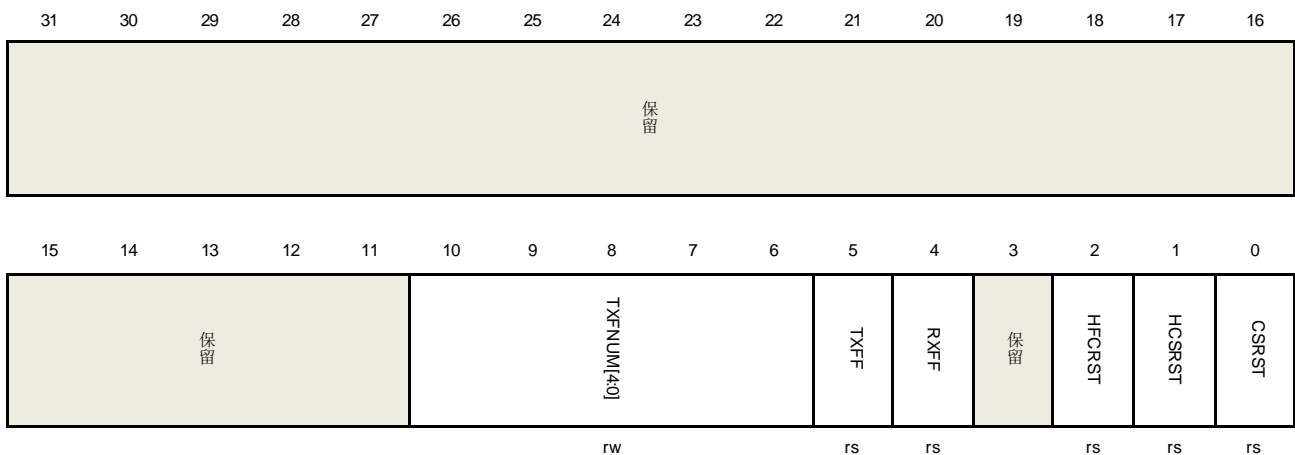 31 30 29 28 27 26 25 24 23 22 21 20 19 18 17 16
保留
15 14 13 12 11 10 9 8 7 6 5 4 3 2 1 0
保留 TXFNUM[4:0] TXFF RXFF 保留 HFCRST HCSRST CSRST
rw rs rs rs rs rs